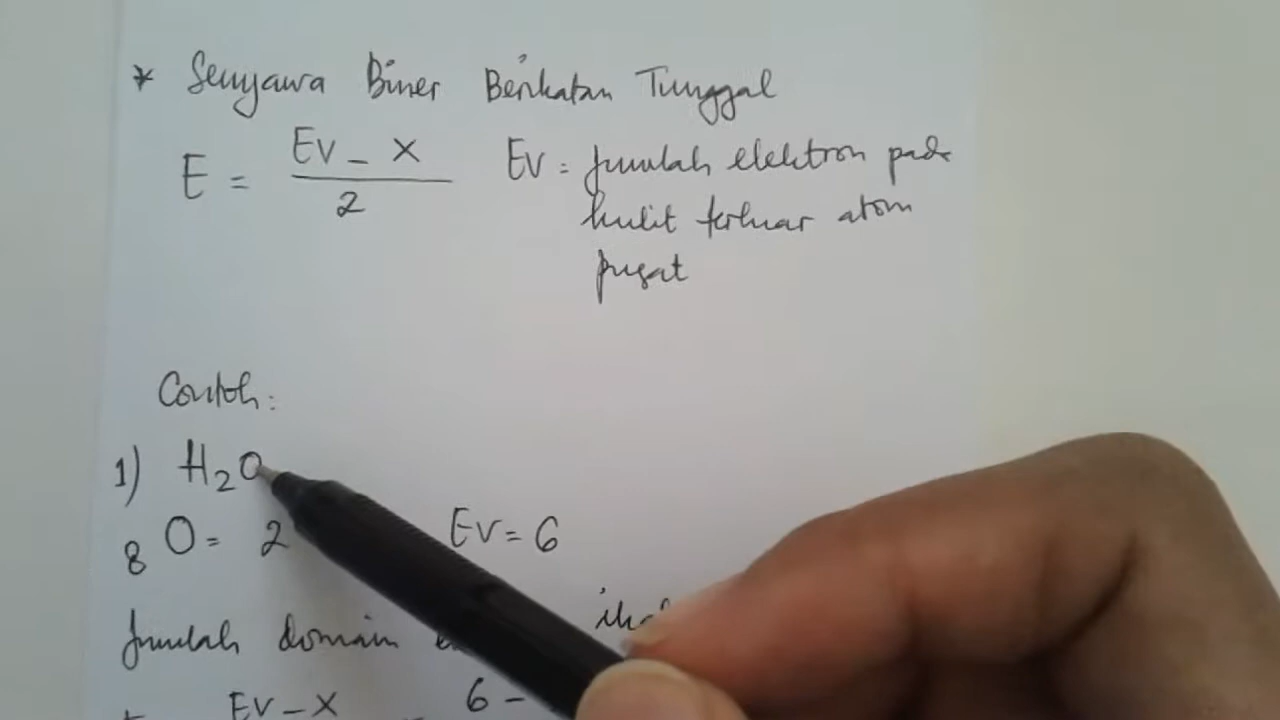 * Senyawa Biner Berikatan Tunggal
E = Ev - X / 2
Ev = Jumlah elektron pada
kulit terluar atom
pusat
Contoh:
1) H2O
8 O = 2
Ev = 6
Jumlah domain
Ev - X
6 -